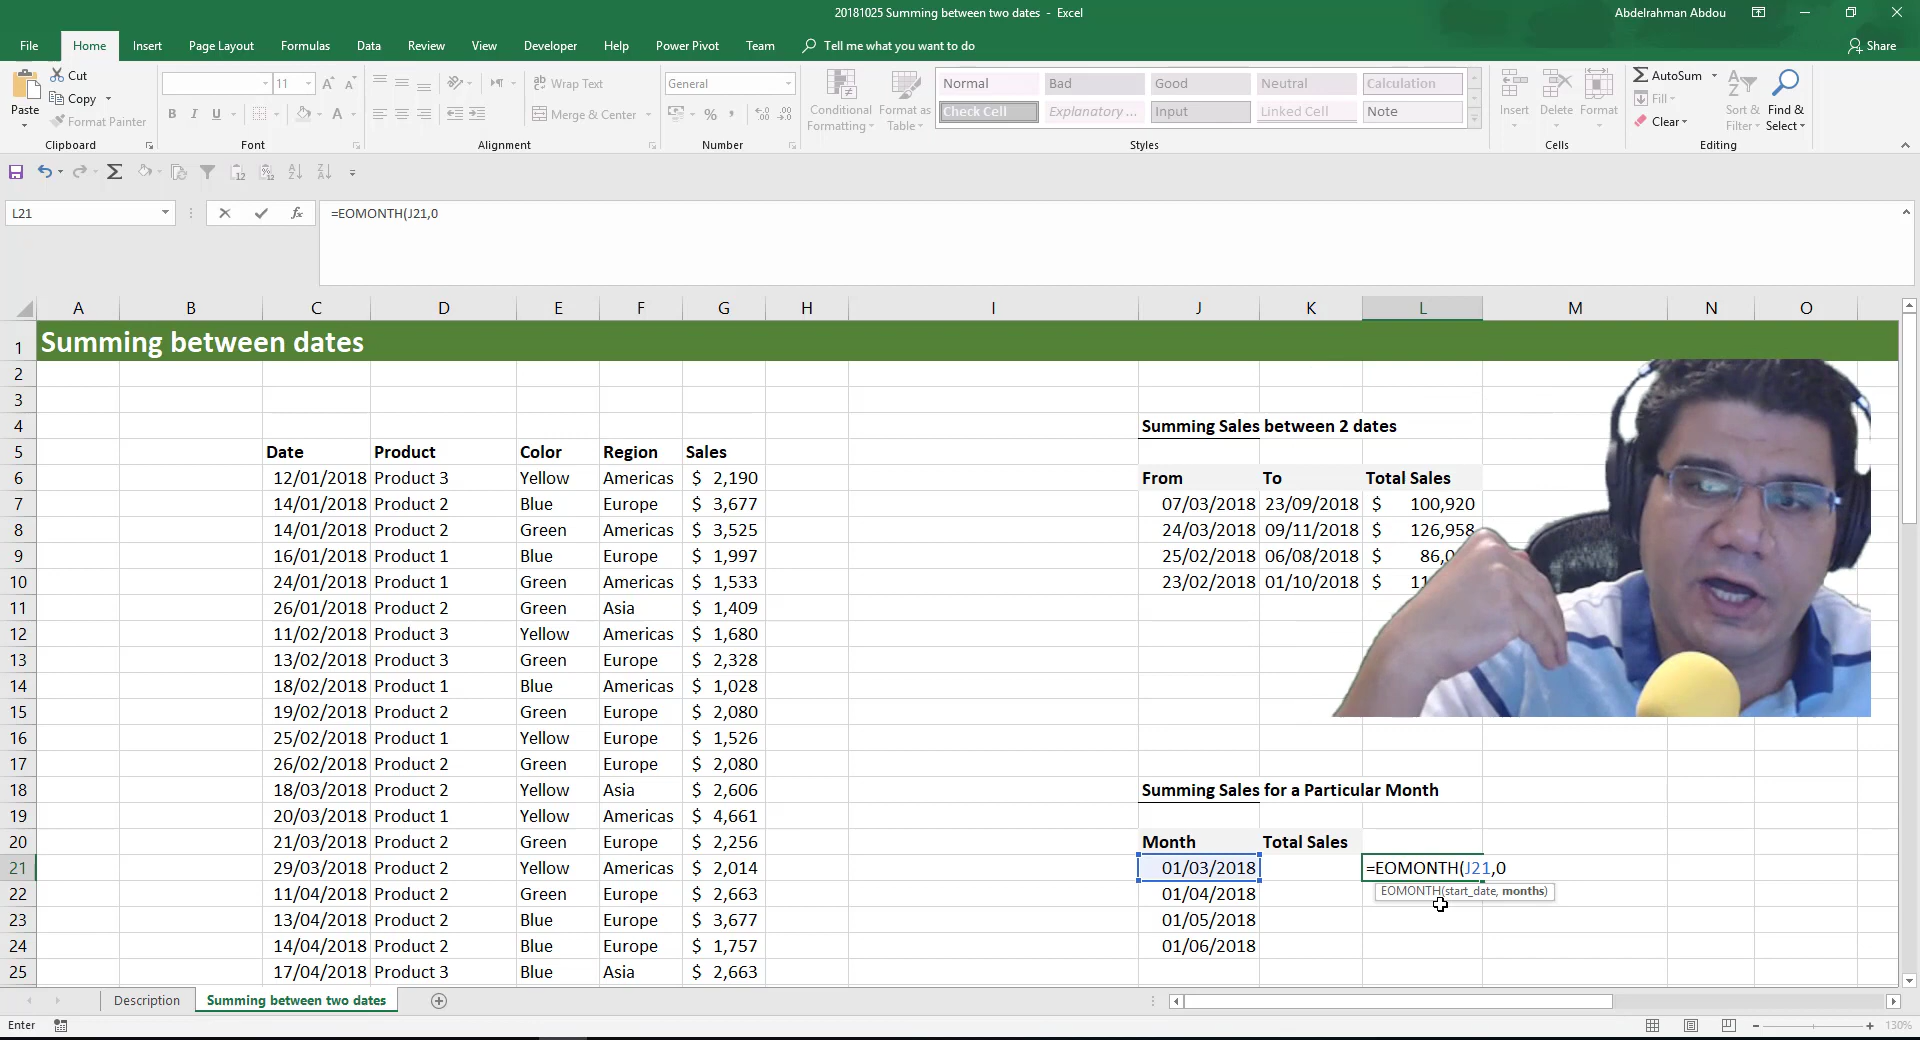 20181025 Summing between two dates - Excel
Abdelrahman Abdou
File Home Insert Page Layout Formulas Data Review View Developer Help Power Pivot Team Tell me what you want to do Share
Paste Cut Copy Format Painter
11
Wrap Text
Merge & Center
General
Conditional Formatting Format as Table
Normal Bad Good Neutral Calculation
Check Cell Explanatory ... Input Linked Cell Note
Insert Delete Format
AutoSum Fill Clear
Sort & Filter Find & Select
Clipboard Font Alignment Number Styles Cells Editing
L21 fx =EOMONTH(J21,0
A B C D E F G H I J K L M N O
1 Summing between dates
2
3
4 Summing Sales between 2 dates
5 Date Product Color Region Sales
6 12/01/2018 Product 3 Yellow Americas $ 2,190 From To Total Sales
7 14/01/2018 Product 2 Blue Europe $ 3,677 07/03/2018 23/09/2018 $ 100,920
8 14/01/2018 Product 2 Green Americas $ 3,525 24/03/2018 09/11/2018 $ 126,958
9 16/01/2018 Product 1 Blue Europe $ 1,997 25/02/2018 06/08/2018 $
10 24/01/2018 Product 1 Green Americas $ 1,533 23/02/2018 01/10/2018 $
11 26/01/2018 Product 2 Green Asia $ 1,409
12 11/02/2018 Product 3 Yellow Americas $ 1,680
13 13/02/2018 Product 3 Green Europe $ 2,328
14 18/02/2018 Product 1 Blue Americas $ 1,028
15 19/02/2018 Product 2 Green Europe $ 2,080
16 25/02/2018 Product 1 Yellow Europe $ 1,526
17 26/02/2018 Product 2 Green Europe $ 2,080
18 18/03/2018 Product 2 Yellow Asia $ 2,606 Summing Sales for a Particular Month
19 20/03/2018 Product 1 Yellow Americas $ 4,661
20 21/03/2018 Product 2 Green Europe $ 2,256 Month Total Sales
21 29/03/2018 Product 2 Yellow Americas $ 2,014 01/03/2018 =EOMONTH(J21,0
22 11/04/2018 Product 2 Green Europe $ 2,663 01/04/2018 EOMONTH(start_date, months)
23 13/04/2018 Product 2 Blue Europe $ 3,677 01/05/2018
24 14/04/2018 Product 2 Blue Europe $ 1,757 01/06/2018
25 17/04/2018 Product 3 Blue Asia $ 2,663
Description Summing between two dates
Enter 130%